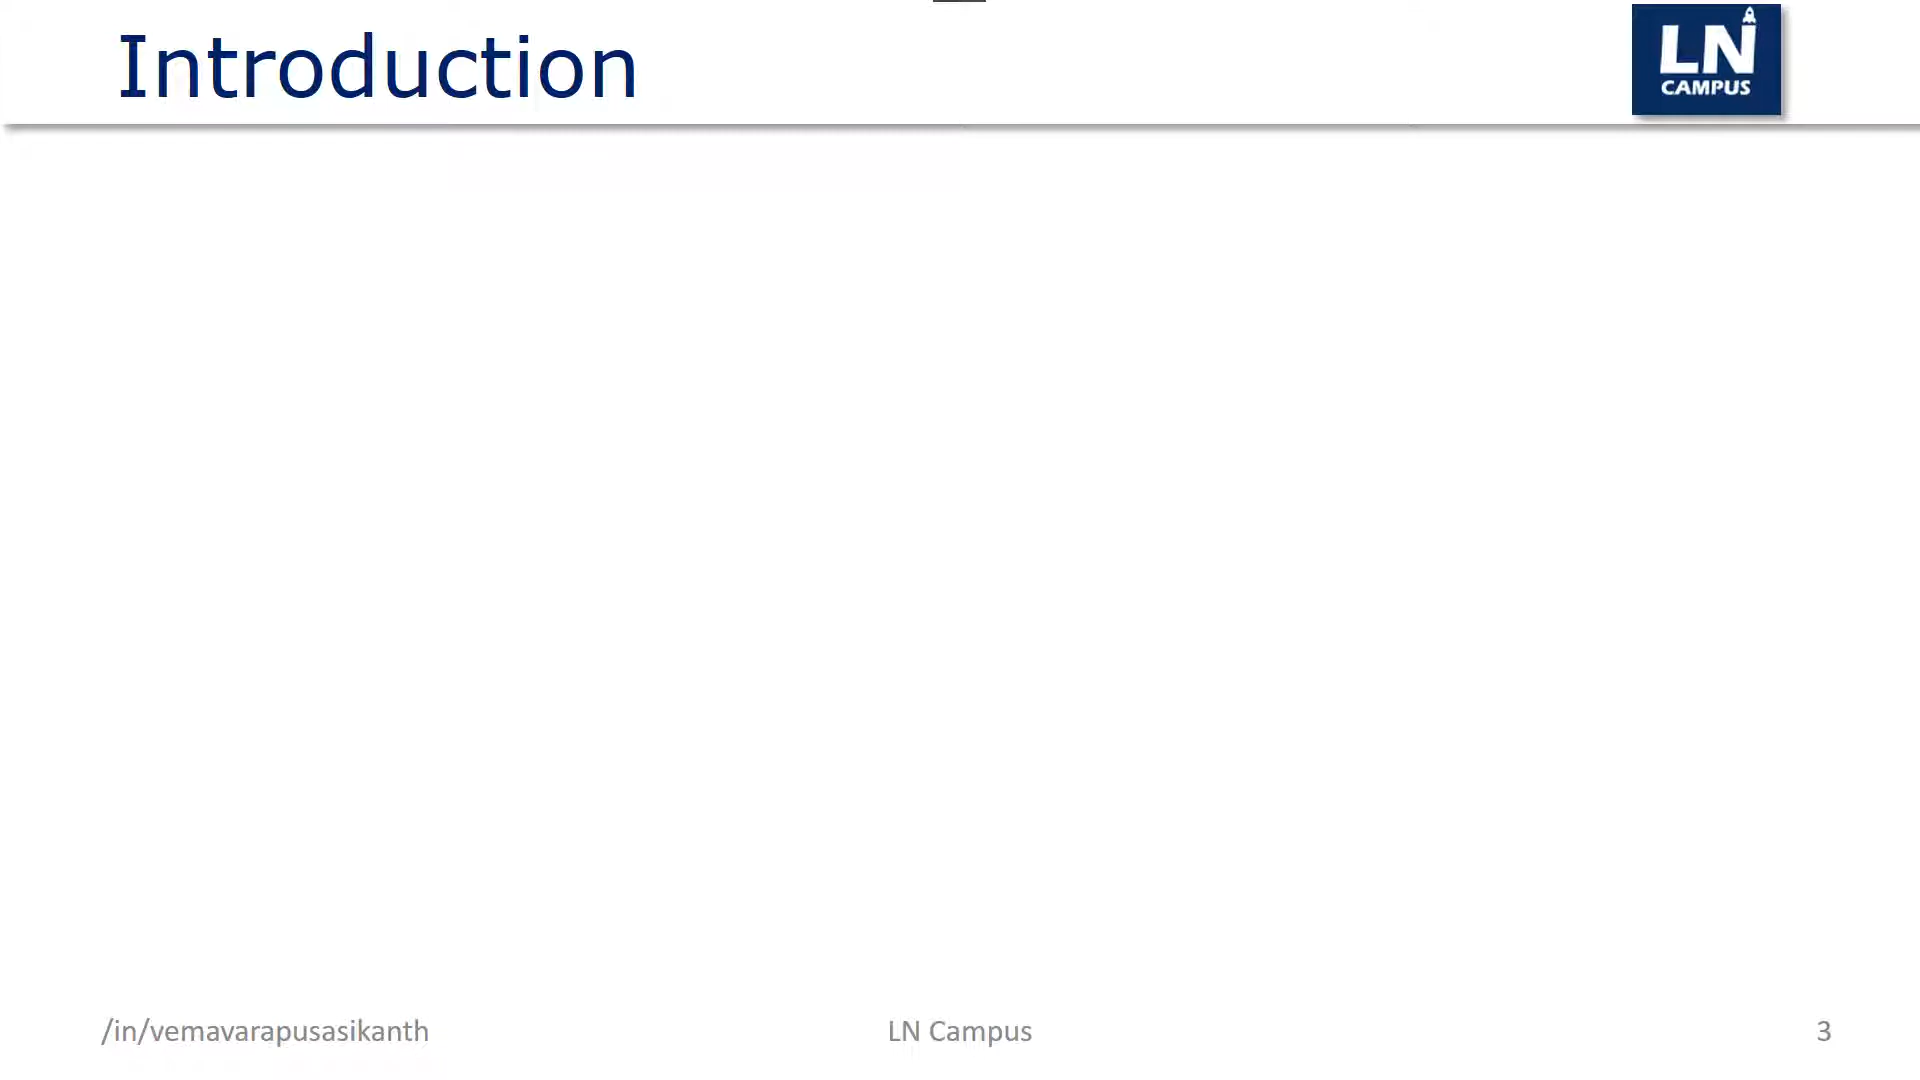 Introduction
LN
CAMPUS
/in/vemavarapusasikanth
LN Campus
3